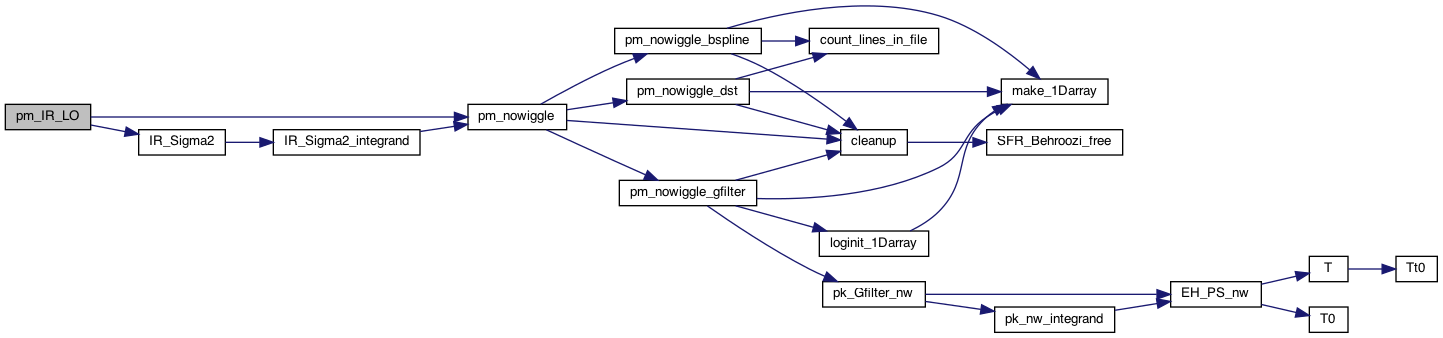 pm_IR_LO
IR_Sigma2
IR_Sigma2_integrand
pm_nowiggle
pm_nowiggle_bspline
pm_nowiggle_dst
pm_nowiggle_gfilter
count_lines_in_file
cleanup
loginit_1Darray
pk_Gfilter_nw
make_1Darray
SFR_Behroozi_free
pk_nw_integrand
EH_PS_nw
T
T0
Tt0